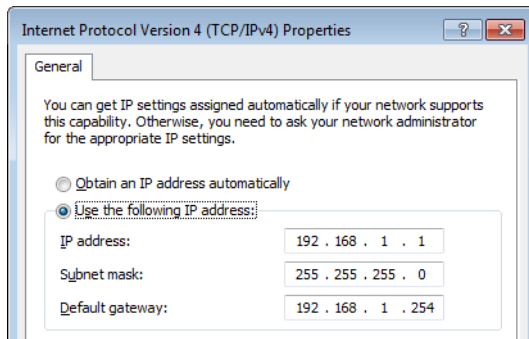 Internet Protocol Version 4 (TCP/IPv4) Properties
General
You can get IP settings assigned automatically if your network supports
this capability. Otherwise, you need to ask your network administrator
for the appropriate IP settings.
Obtain an IP address automatically
Use the following IP address:
IP address: 192 . 168 . 1 . 1
Subnet mask: 255 . 255 . 255 . 0
Default gateway: 192 . 168 . 1 . 254